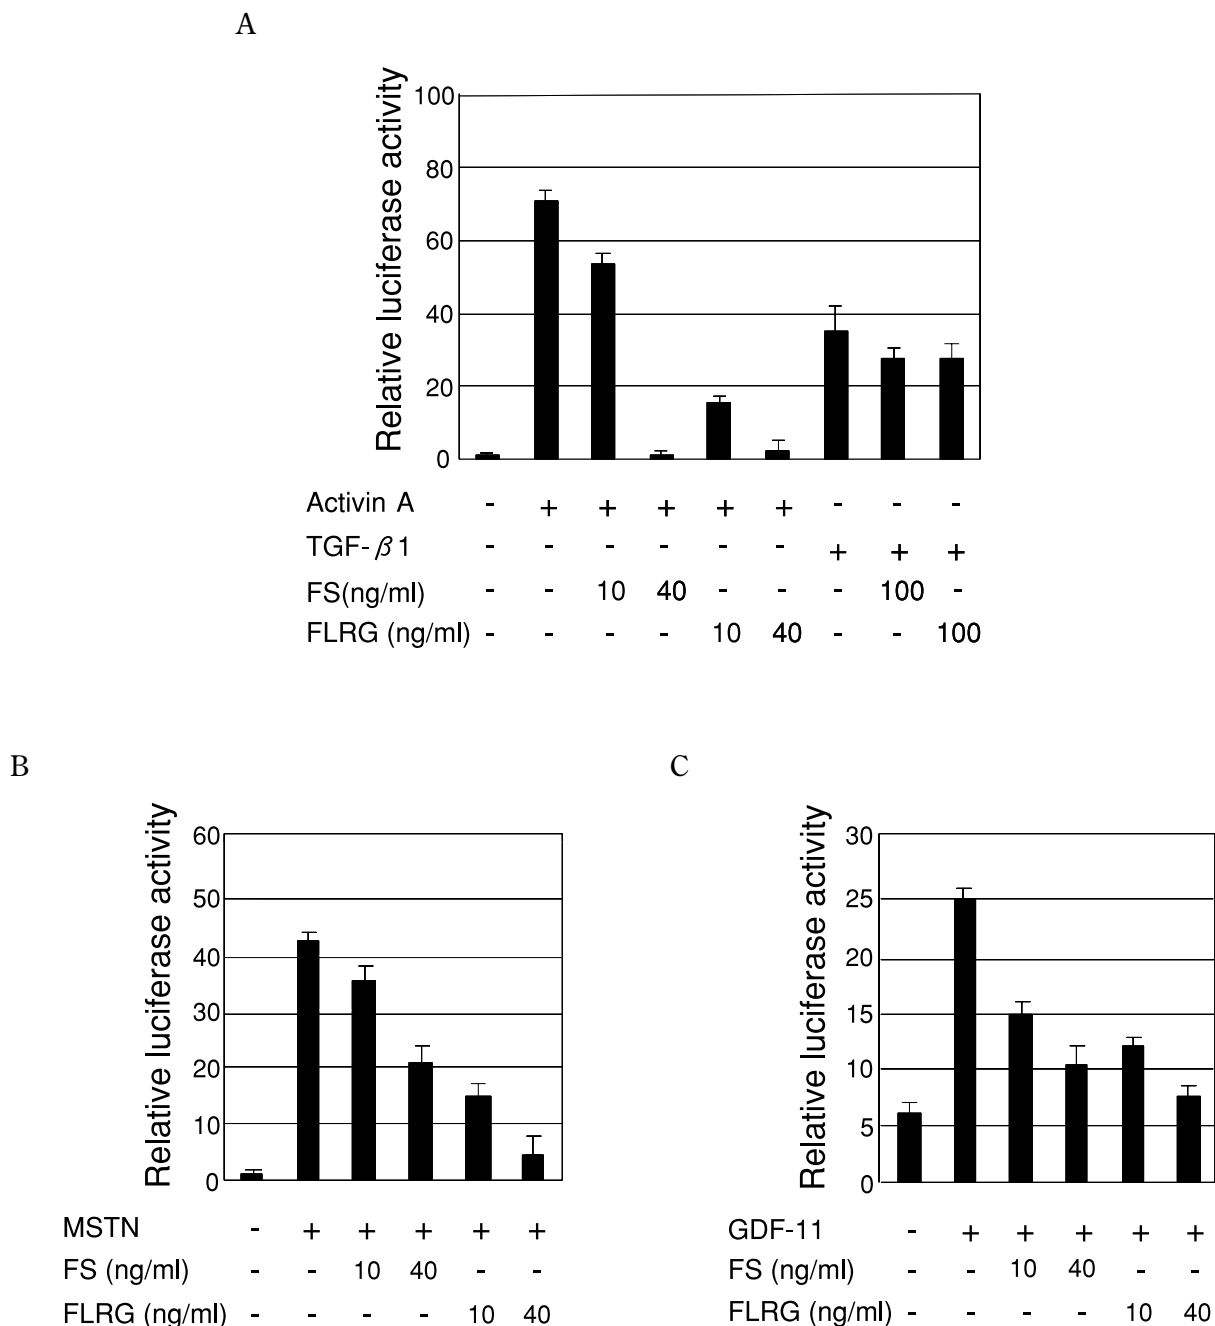 A
Relative luciferase activity
100
80
60
40
20
0
Activin A - + + + + + - - -
TGF-β1 - - - - - - + + +
FS(ng/ml) - - 10 40 - - - 100 -
FLRG (ng/ml) - - - - 10 40 - - 100
B
Relative luciferase activity
60
50
40
30
20
10
0
MSTN - + + + + +
FS (ng/ml) - - 10 40 - -
FLRG (ng/ml) - - - - 10 40
C
Relative luciferase activity
30
25
20
15
10
5
0
GDF-11 - + + + + +
FS (ng/ml) - - 10 40 - -
FLRG (ng/ml) - - - - 10 40